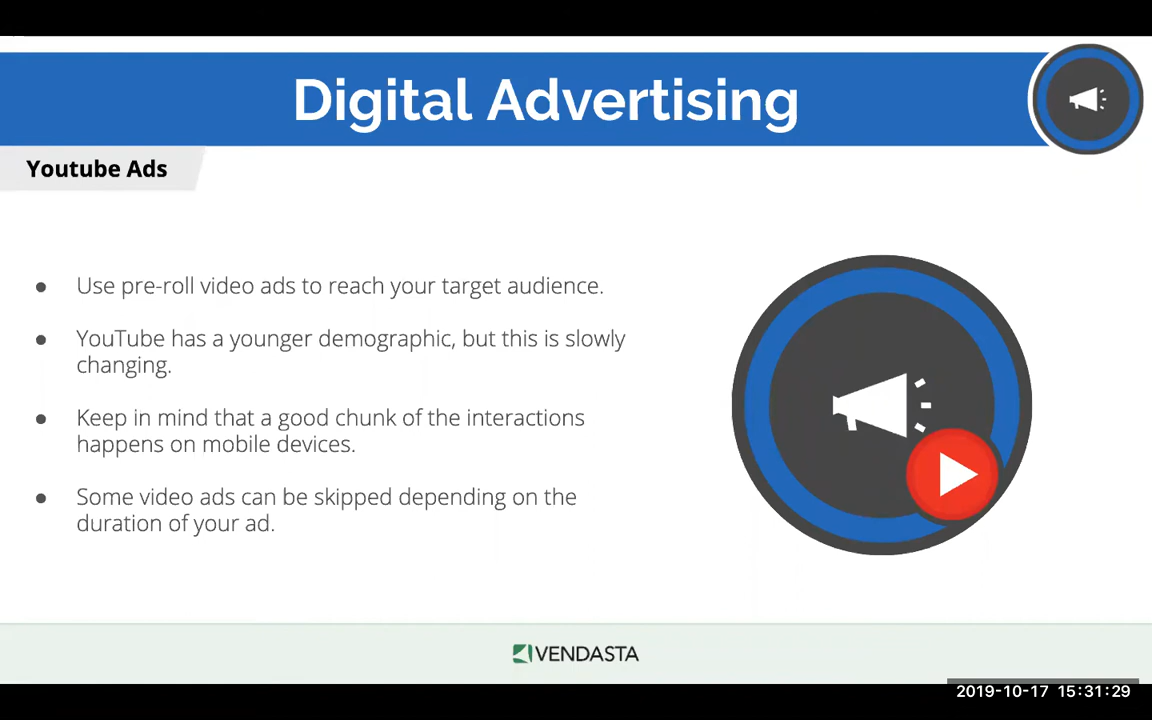 Digital Advertising
Youtube Ads
● Use pre-roll video ads to reach your target audience.
● YouTube has a younger demographic, but this is slowly
changing.
● Keep in mind that a good chunk of the interactions
happens on mobile devices.
● Some video ads can be skipped depending on the
duration of your ad.
VENDASTA
2019-10-17 15:31:29